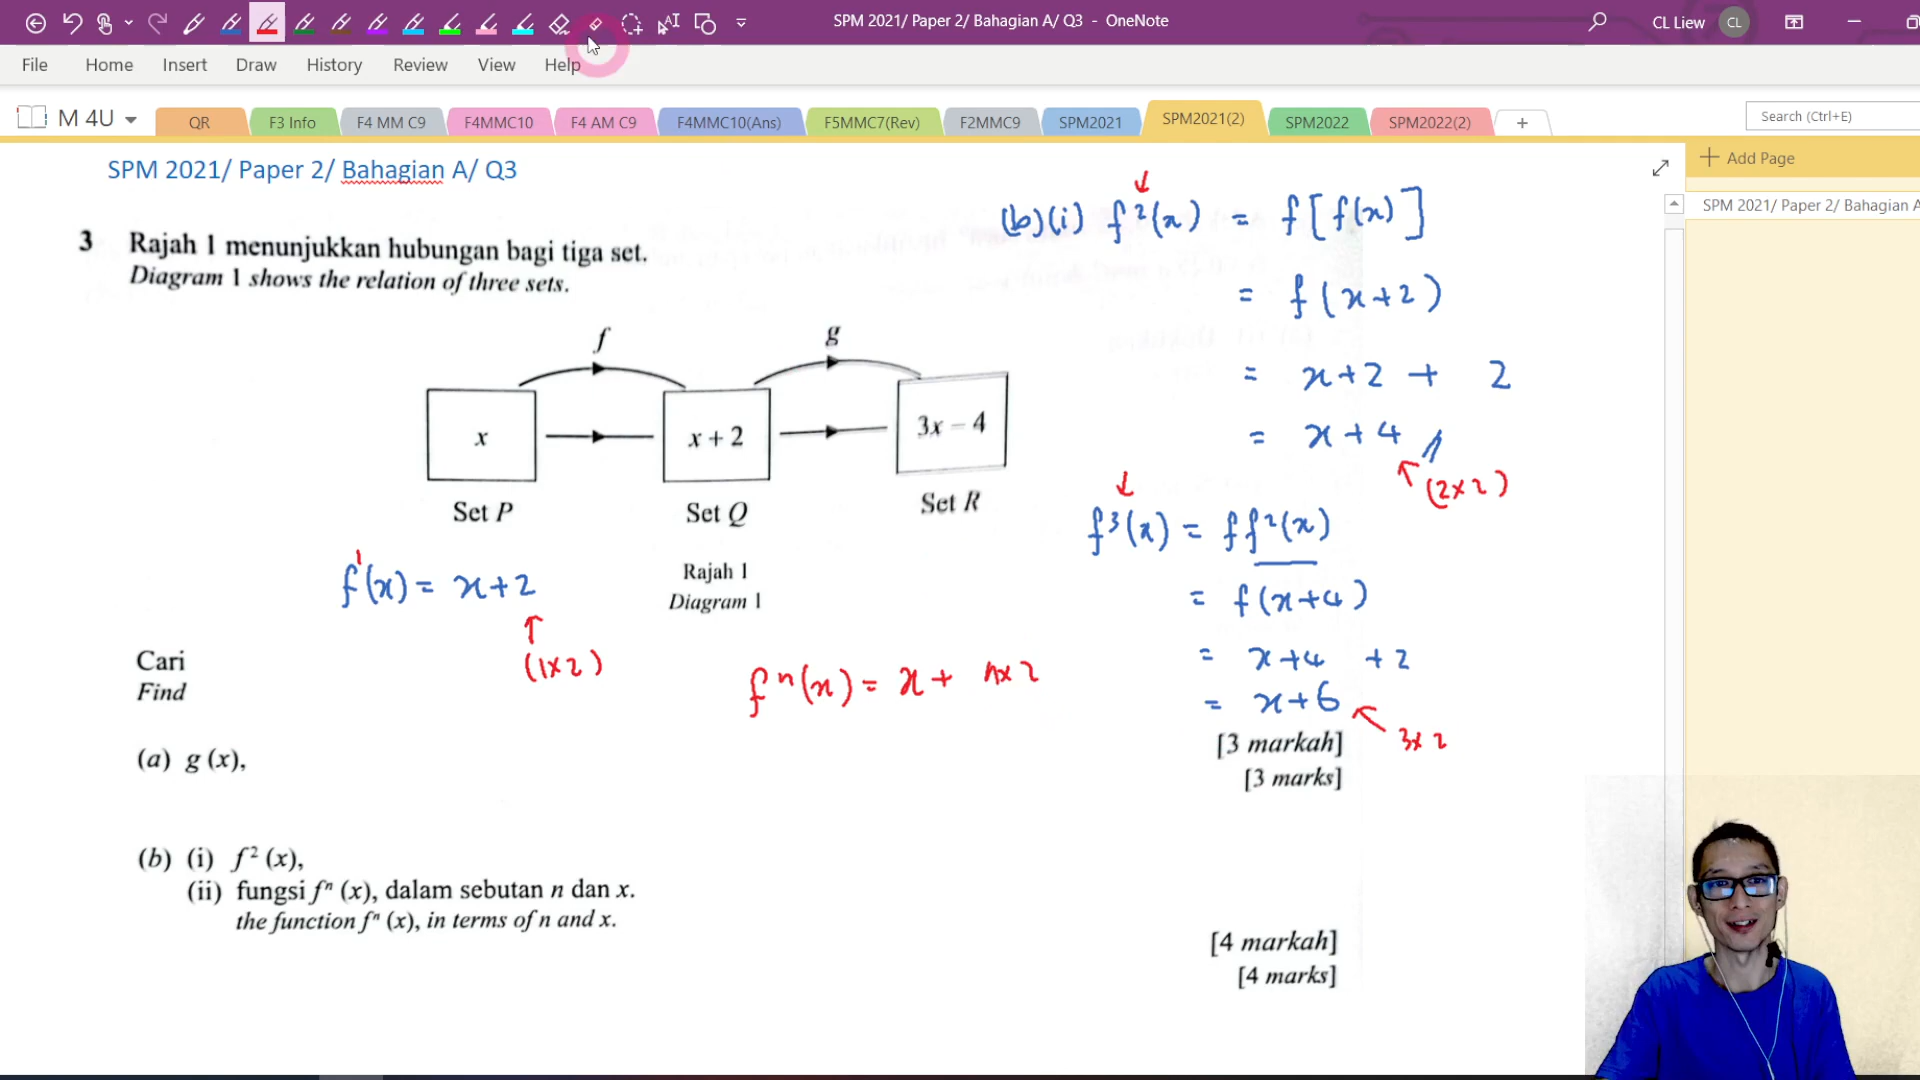 SPM 2021/ Paper 2/ Bahagian A/ Q3 - OneNote
CL Liew
CL
File Home Insert Draw History Review View Help
M 4U
QR F3 Info F4 MM C9 F4MMC10 F4 AM C9 F4MMC10(Ans) F5MMC7(Rev) F2MMC9 SPM2021 SPM2021(2) SPM2022 SPM2022(2) +
Search (Ctrl+E)
Add Page
SPM 2021/ Paper 2/ Bahagian A
SPM 2021/ Paper 2/ Bahagian A/ Q3
3 Rajah 1 menunjukkan hubungan bagi tiga set.
Diagram 1 shows the relation of three sets.
f g
x x + 2 3x – 4
Set P Set Q Set R
Rajah 1
Diagram 1
f¹(x) = x+2
(1×2)
fⁿ(x) = x + n×2
Cari
Find
(a) g (x),
[3 markah]
[3 marks]
(b) (i) f² (x),
(ii) fungsi fⁿ (x), dalam sebutan n dan x.
the function fⁿ (x), in terms of n and x.
[4 markah]
[4 marks]
(b)(i) f²(x) = f[f(x)]
= f(x+2)
= x+2 + 2
= x+4
(2×2)
f³(x) = ff²(x)
= f(x+4)
= x+4 +2
= x+6
3×2